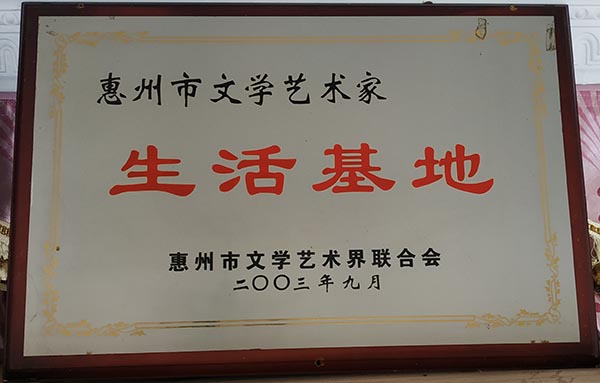 惠州市文学艺术家
生活基地
惠州市文学艺术界联合会
二〇〇三年九月